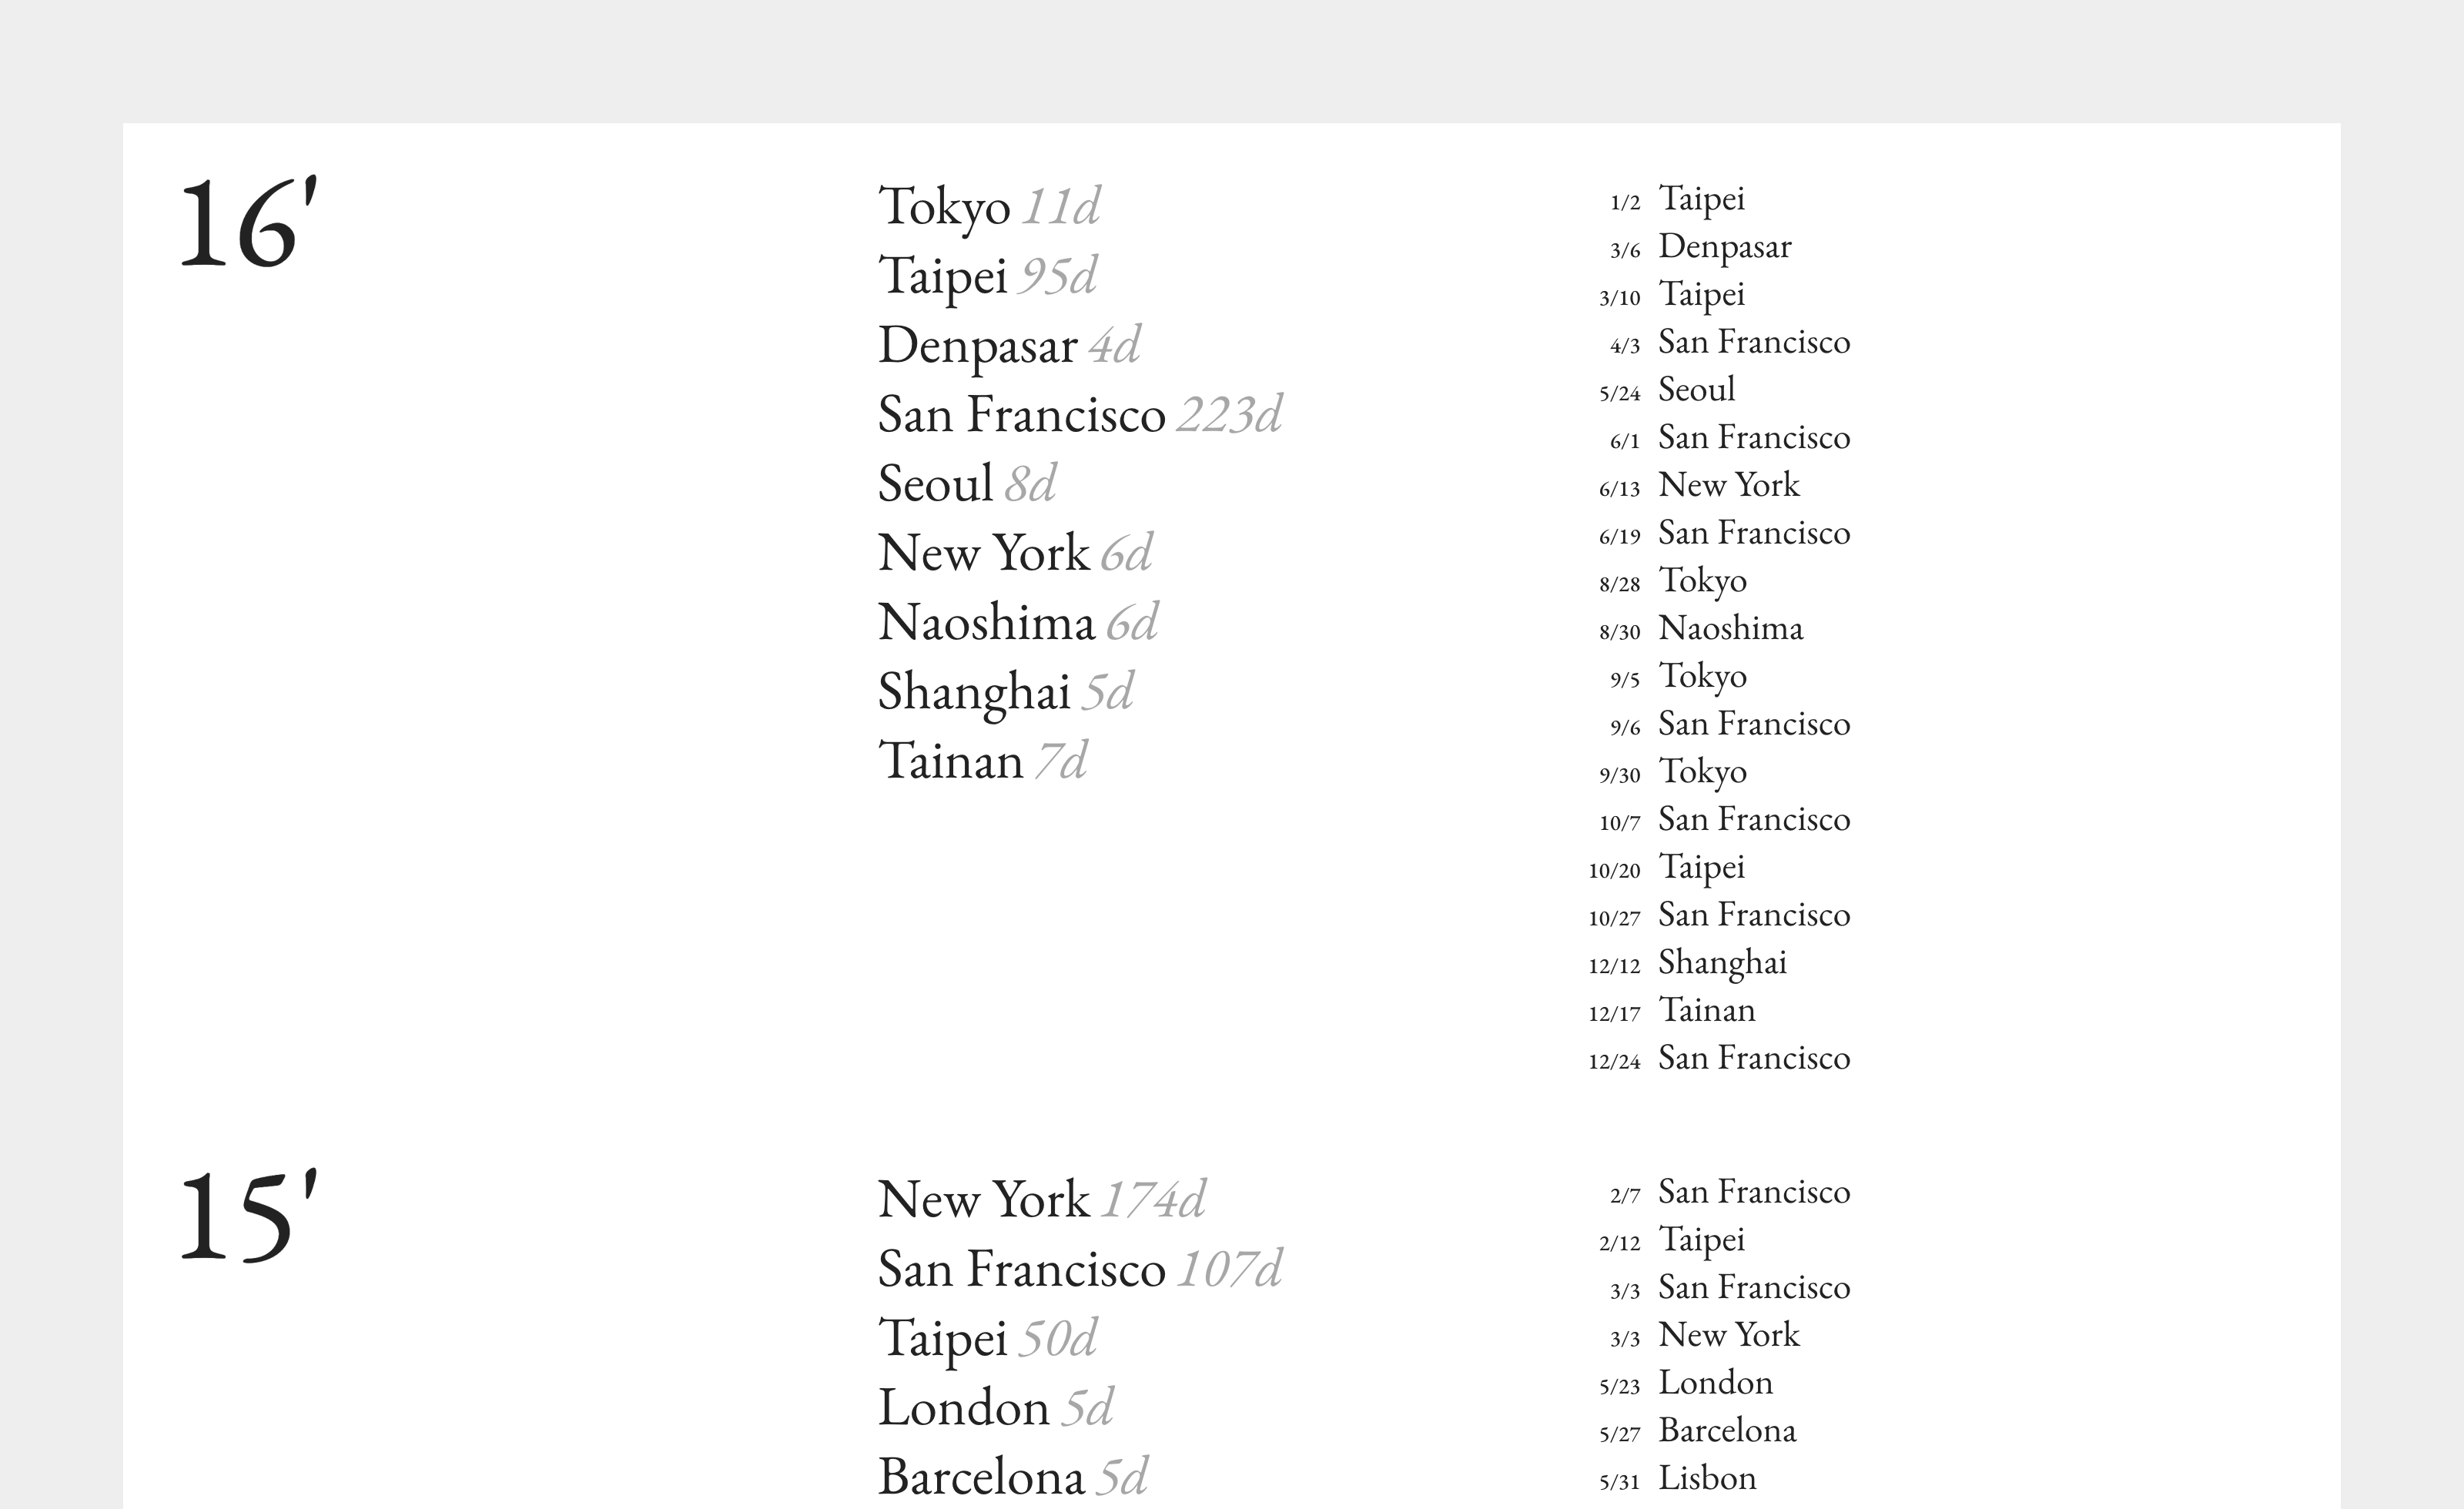 16'
Tokyo 11d
Taipei 95d
Denpasar 4d
San Francisco 223d
Seoul 8d
New York 6d
Naoshima 6d
Shanghai 5d
Tainan 7d
1/2 Taipei
3/6 Denpasar
3/10 Taipei
4/3 San Francisco
5/24 Seoul
6/1 San Francisco
6/13 New York
6/19 San Francisco
8/28 Tokyo
8/30 Naoshima
9/5 Tokyo
9/6 San Francisco
9/30 Tokyo
10/7 San Francisco
10/20 Taipei
10/27 San Francisco
12/12 Shanghai
12/17 Tainan
12/24 San Francisco
15'
New York 174d
San Francisco 107d
Taipei 50d
London 5d
Barcelona 5d
2/7 San Francisco
2/12 Taipei
3/3 San Francisco
3/3 New York
5/23 London
5/27 Barcelona
5/31 Lisbon